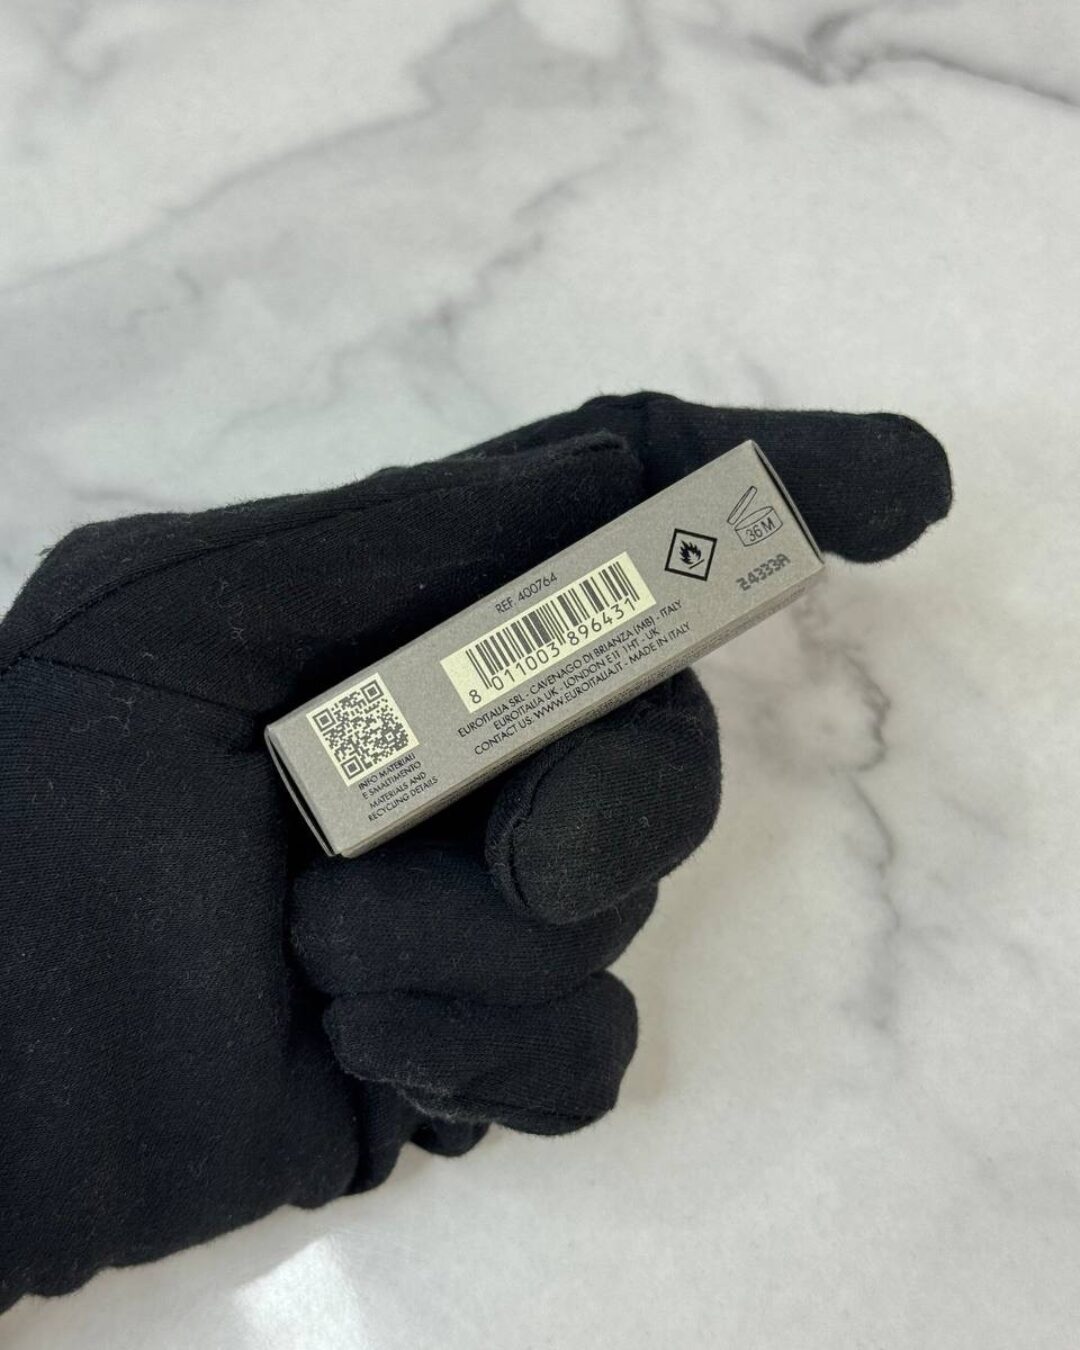 REF. 400764
8 011003 896431
EUROITALIA SRL - CAVENAGO DI BRIANZA (MB) - ITALY
EUROITALIA UK - LONDON E11 1HT - UK
CONTACT US: WWW.EUROITALIA.IT - MADE IN ITALY
INFO MATERIALI
E SMALTIMENTO
MATERIALS AND
RECYCLING DETAILS
36M
24333A